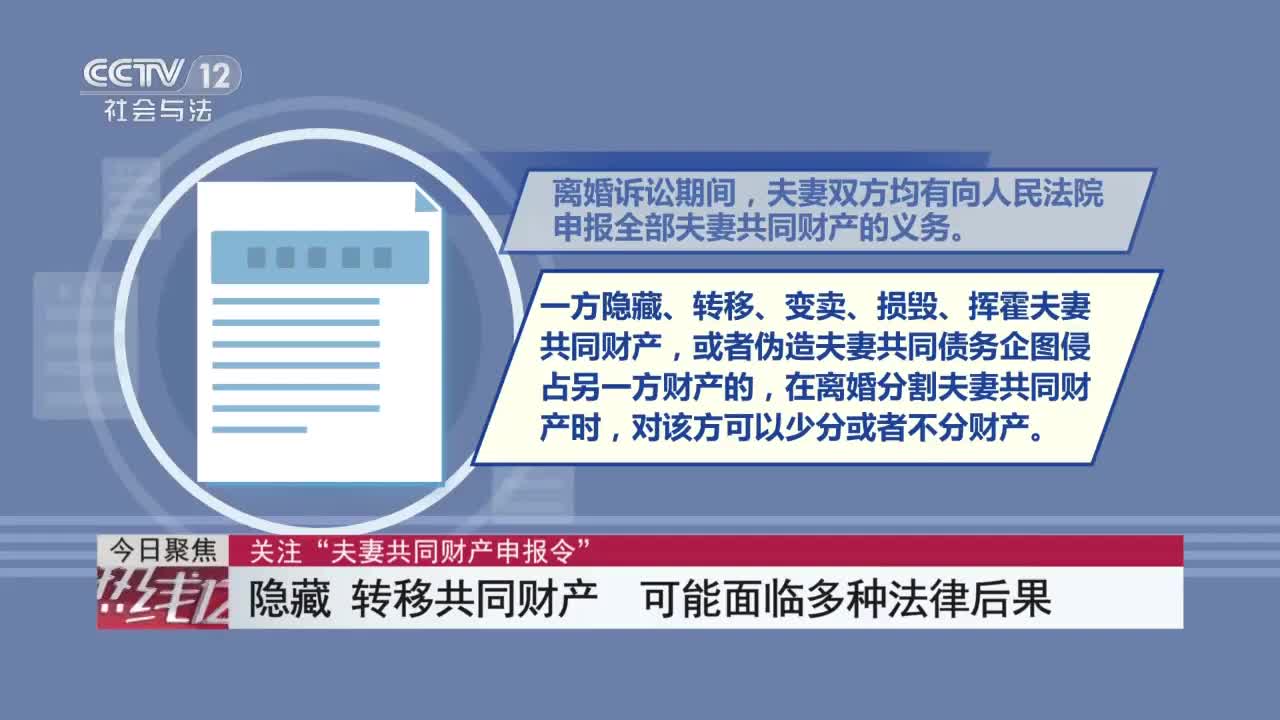 CCTV 12
社会与法
离婚诉讼期间，夫妻双方均有向人民法院
申报全部夫妻共同财产的义务。
一方隐藏、转移、变卖、损毁、挥霍夫妻
共同财产，或者伪造夫妻共同债务企图侵
占另一方财产的，在离婚分割夫妻共同财
产时，对该方可以少分或者不分财产。
今日聚焦
关注“夫妻共同财产申报令”
热线12
隐藏 转移共同财产 可能面临多种法律后果